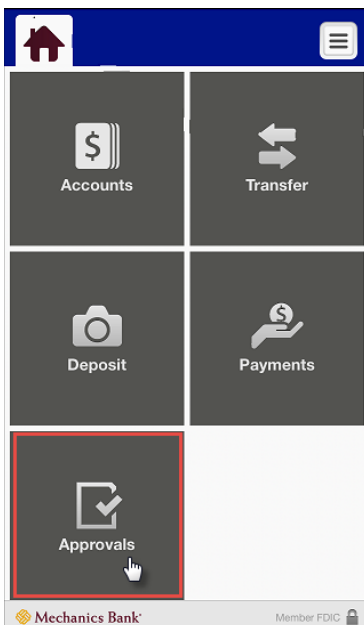 Accounts
Transfer
Deposit
Payments
Approvals
Mechanics Bank
Member FDIC